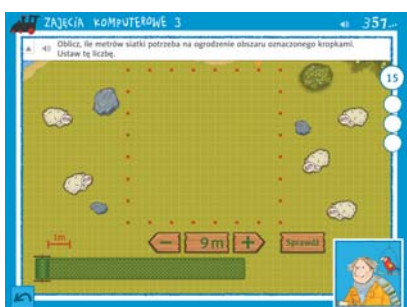 ZAJĘCIA KOMPUTEROWE 3
357...
Oblicz, ile metrów siatki potrzeba na ogrodzenie obszaru oznaczonego kropkami.
Ustaw tę liczbę.
15
1m
− 9m +
Sprawdź